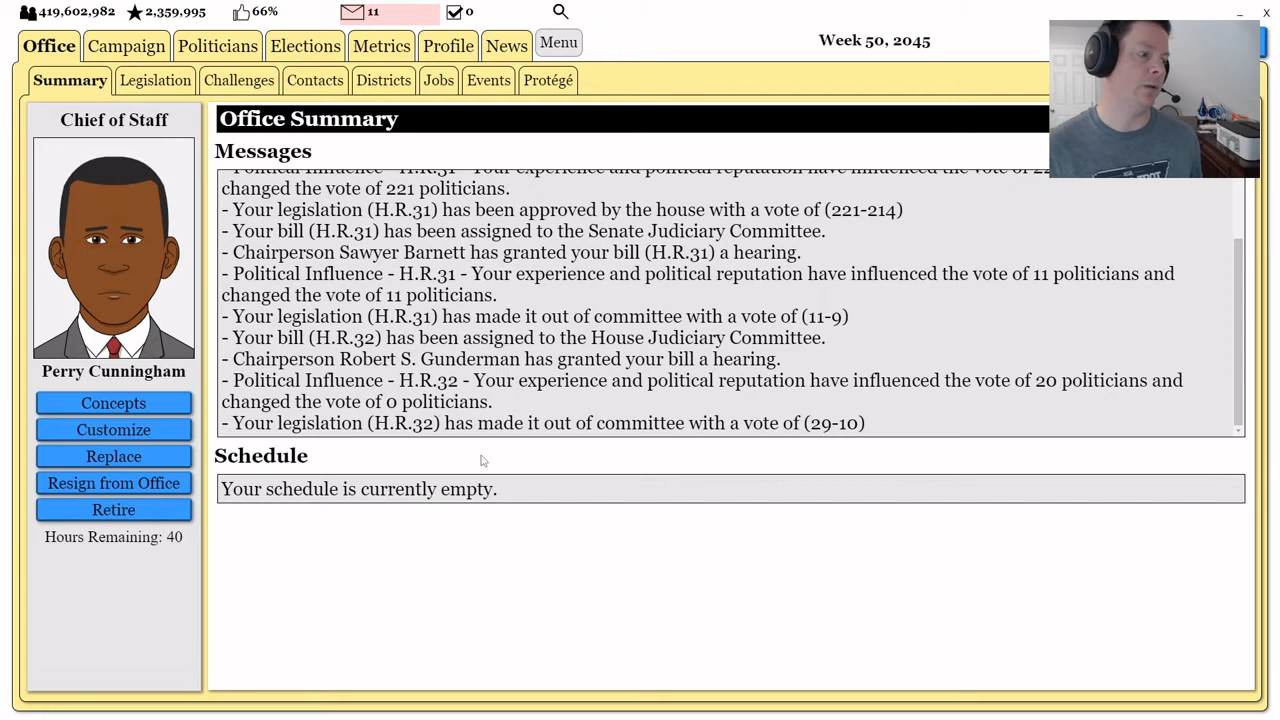 419,602,982 2,359,995 66% 11 0
Office Campaign Politicians Elections Metrics Profile News Menu Week 50, 2045
Summary Legislation Challenges Contacts Districts Jobs Events Protégé
Chief of Staff
Perry Cunningham
Concepts
Customize
Replace
Resign from Office
Retire
Hours Remaining: 40
Office Summary
Messages
changed the vote of 221 politicians.
- Your legislation (H.R.31) has been approved by the house with a vote of (221-214)
- Your bill (H.R.31) has been assigned to the Senate Judiciary Committee.
- Chairperson Sawyer Barnett has granted your bill (H.R.31) a hearing.
- Political Influence - H.R.31 - Your experience and political reputation have influenced the vote of 11 politicians and
changed the vote of 11 politicians.
- Your legislation (H.R.31) has made it out of committee with a vote of (11-9)
- Your bill (H.R.32) has been assigned to the House Judiciary Committee.
- Chairperson Robert S. Gunderman has granted your bill a hearing.
- Political Influence - H.R.32 - Your experience and political reputation have influenced the vote of 20 politicians and
changed the vote of 0 politicians.
- Your legislation (H.R.32) has made it out of committee with a vote of (29-10)
Schedule
Your schedule is currently empty.